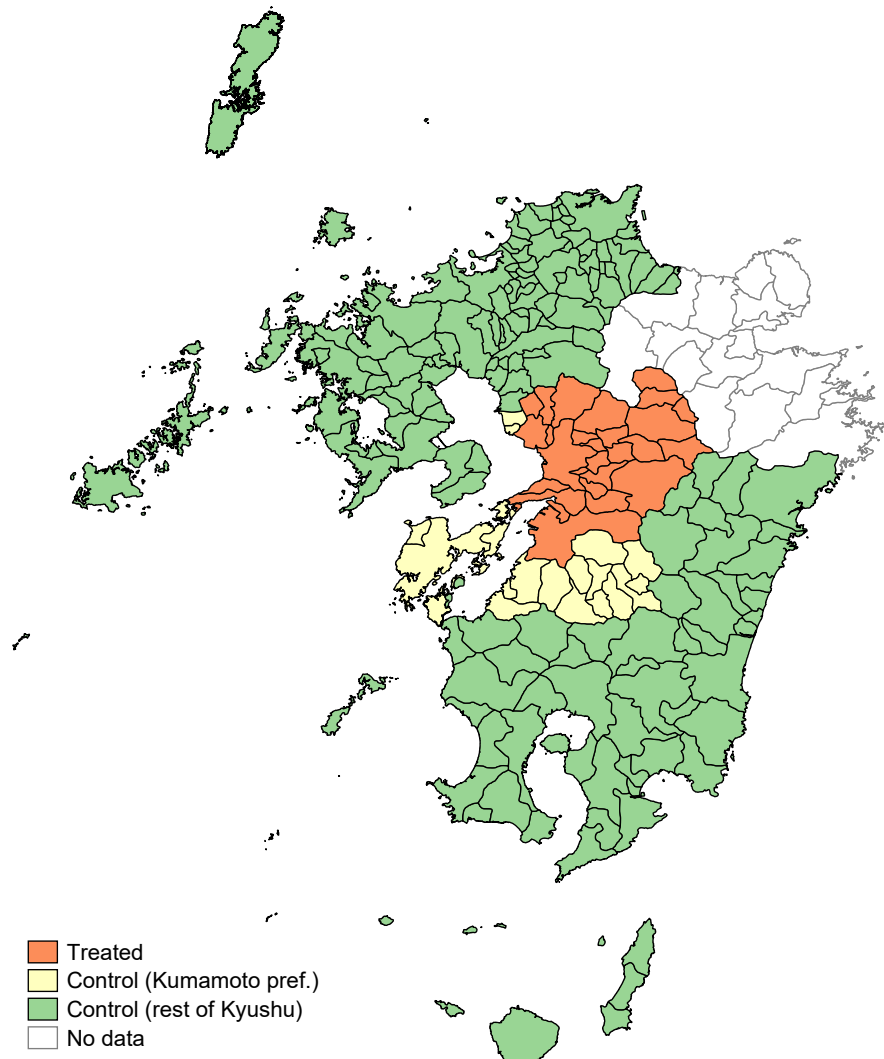 Treated
Control (Kumamoto pref.)
Control (rest of Kyushu)
No data